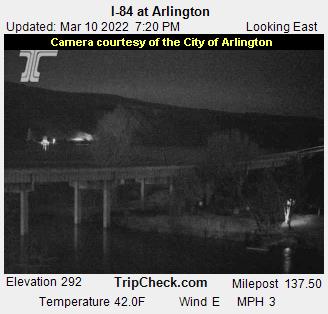 I-84 at Arlington
Updated: Mar 10 2022 7:20 PM Looking East
Camera courtesy of the City of Arlington
Elevation 292 TripCheck.com Milepost 137.50
Temperature 42.0F Wind E MPH 3